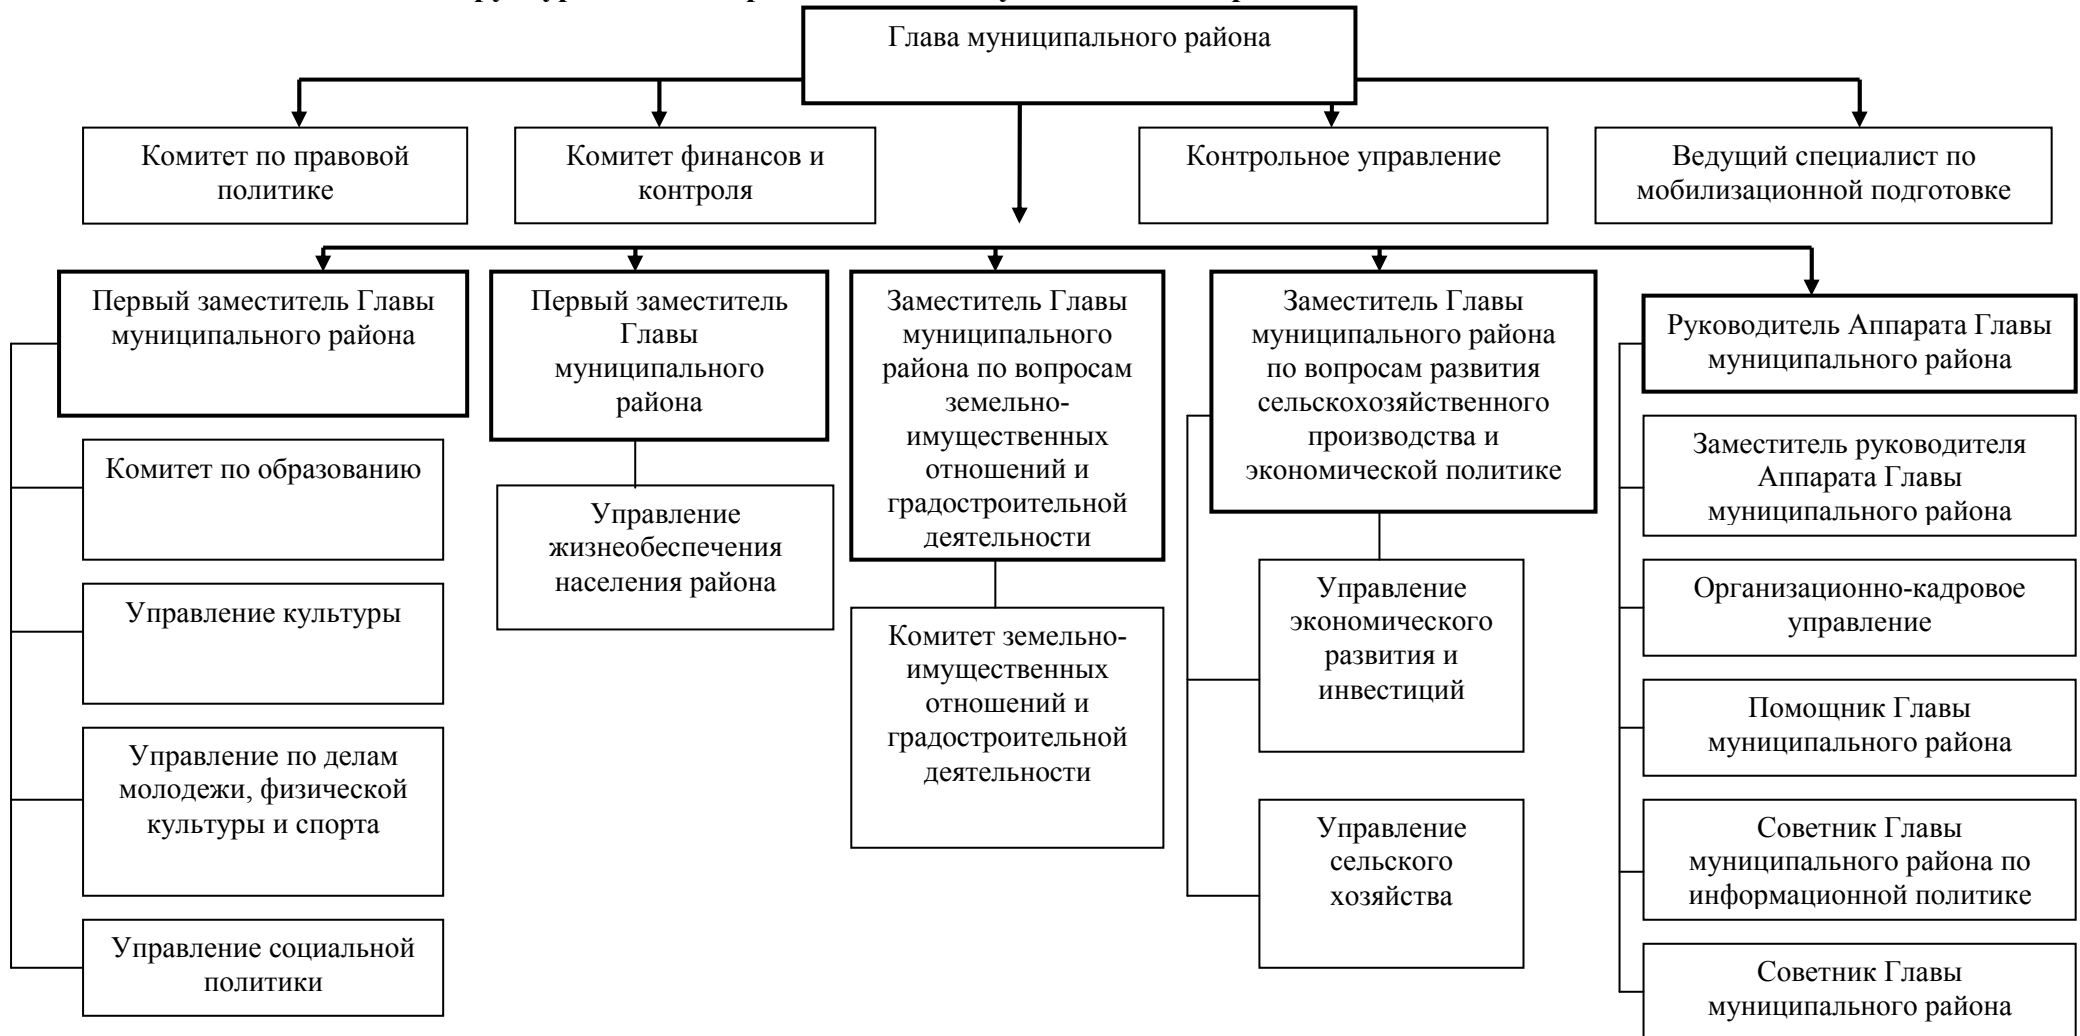 Глава муниципального района
Комитет по правовой
политике
Комитет финансов и
контроля
Контрольное управление
Ведущий специалист по
мобилизационной подготовке
Первый заместитель Главы
муниципального района
Первый заместитель
Главы
муниципального
района
Заместитель Главы
муниципального
района по вопросам
земельно-
имущественных
отношений и
градостроительной
деятельности
Заместитель Главы
муниципального района
по вопросам развития
сельскохозяйственного
производства и
экономической политике
Руководитель Аппарата Главы
муниципального района
Комитет по образованию
Управление культуры
Управление по делам
молодежи, физической
культуры и спорта
Управление социальной
политики
Управление
жизнеобеспечения
населения района
Комитет земельно-
имущественных
отношений и
градостроительной
деятельности
Управление
экономического
развития и
инвестиций
Управление
сельского
хозяйства
Заместитель руководителя
Аппарата Главы
муниципального района
Организационно-кадровое
управление
Помощник Главы
муниципального района
Советник Главы
муниципального района по
информационной политике
Советник Главы
муниципального района